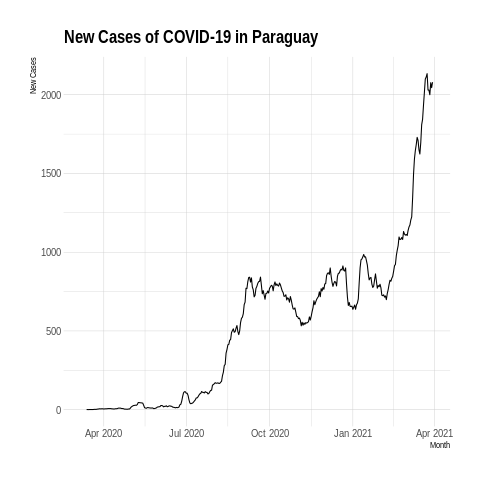 New Cases of COVID-19 in Paraguay
New Cases
2000
1500
1000
500
0
Apr 2020 Jul 2020 Oct 2020 Jan 2021 Apr 2021
Month